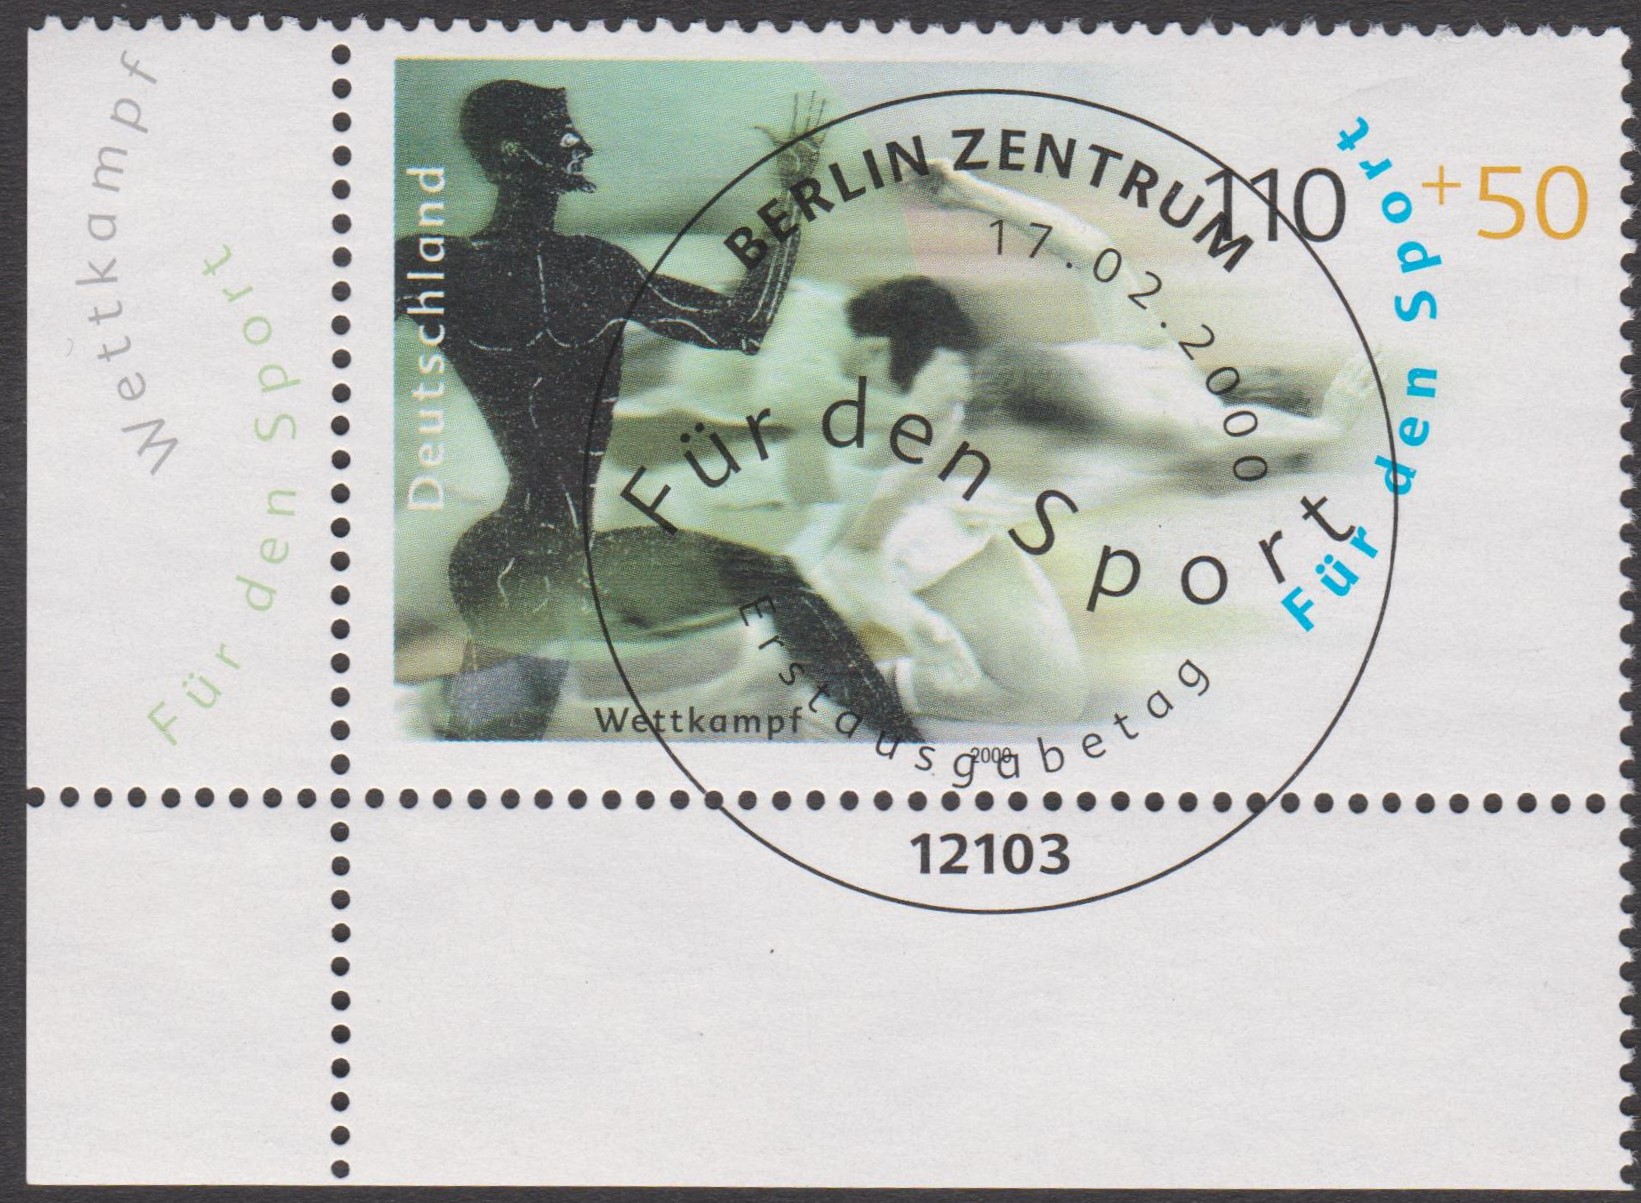 Wettkampf
Für den Sport
Deutschland
Wettkampf
2000
110 +50
Für den Sport
BERLIN ZENTRUM
17.02.2000
Für den Sport
Erstausgabetag
12103